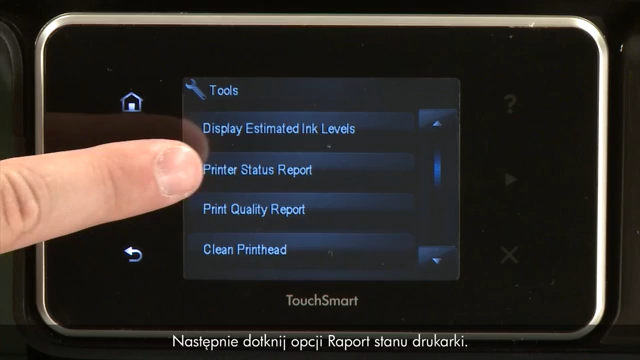 Tools
Display Estimated Ink Levels
Printer Status Report
Print Quality Report
Clean Printhead
?
TouchSmart
Następnie dotknij opcji Raport stanu drukarki.